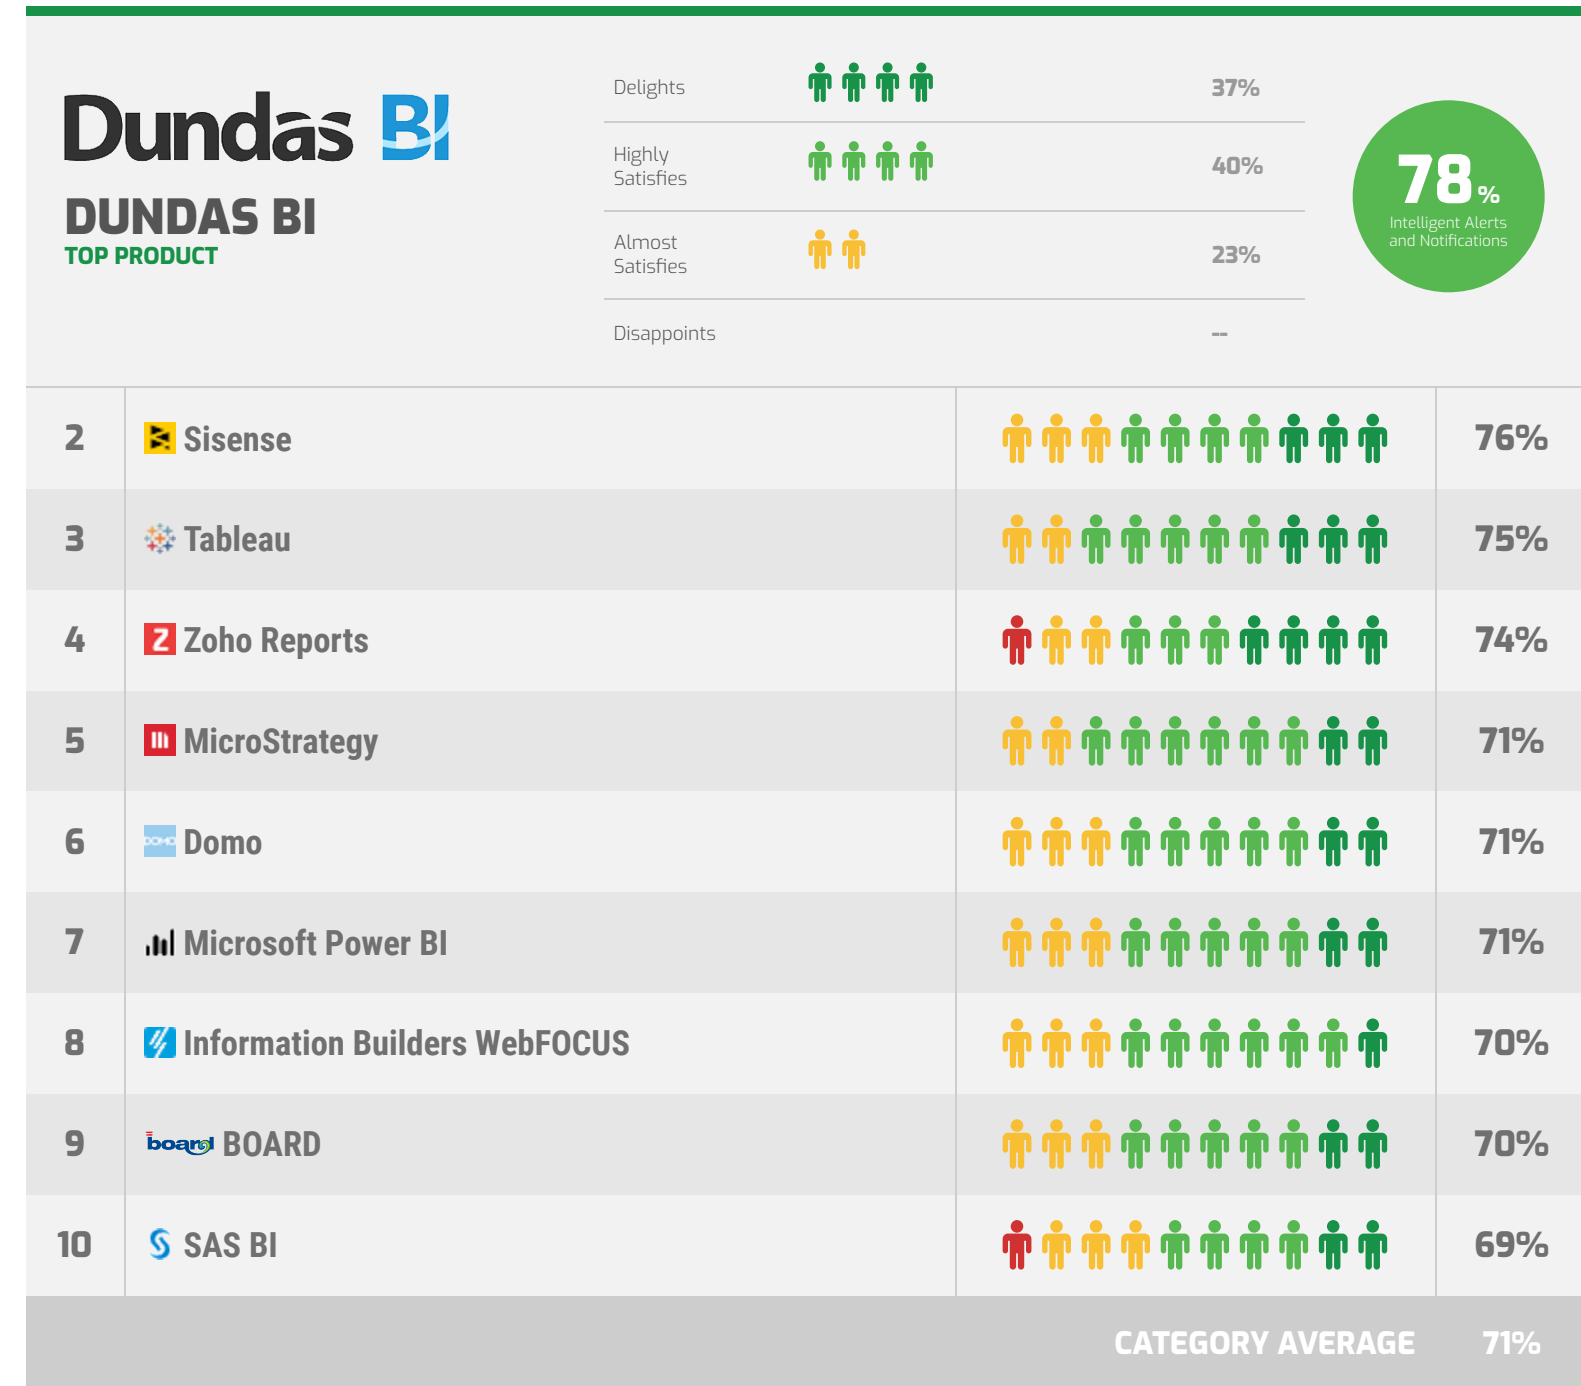 Dundas BI
DUNDAS BI
TOP PRODUCT
Delights 37%
Highly
Satisfies 40%
Almost
Satisfies 23%
Disappoints --
78%
Intelligent Alerts
and Notifications
2 Sisense 76%
3 Tableau 75%
4 Z Zoho Reports 74%
5 MicroStrategy 71%
6 DOMO Domo 71%
7 Microsoft Power BI 71%
8 Information Builders WebFOCUS 70%
9 board BOARD 70%
10 SAS BI 69%
CATEGORY AVERAGE 71%